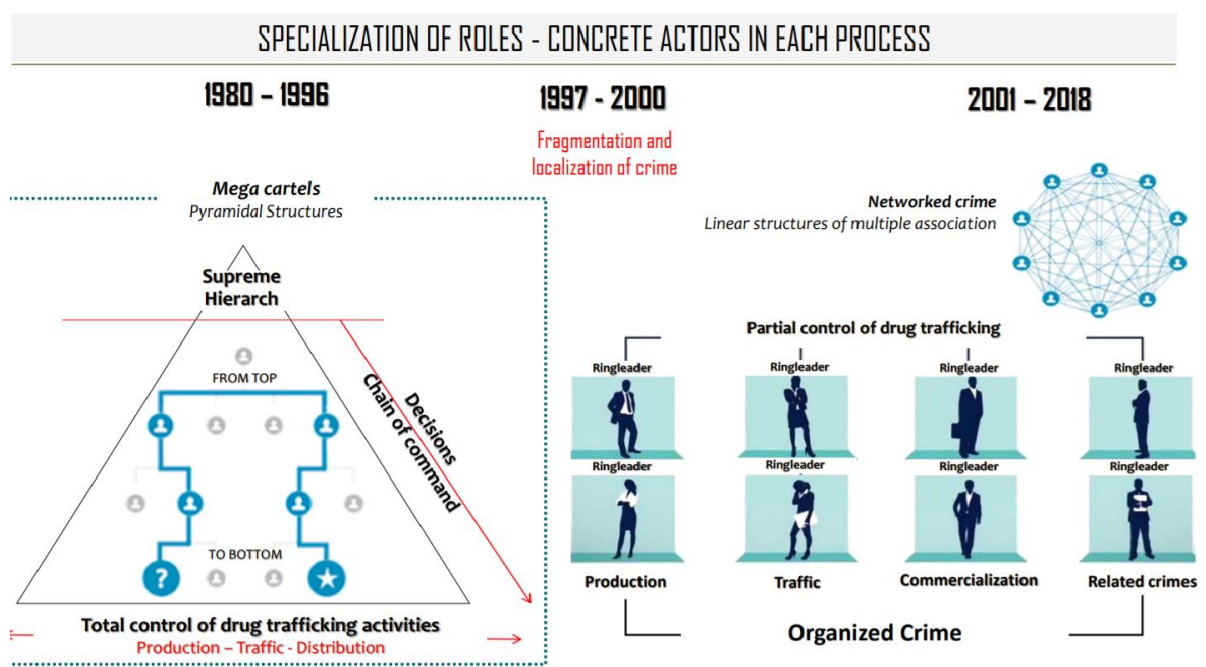 SPECIALIZATION OF ROLES - CONCRETE ACTORS IN EACH PROCESS
1980 – 1996
1997 - 2000
2001 – 2018
Fragmentation and
localization of crime
Mega cartels
Pyramidal Structures
Networked crime
Linear structures of multiple association
Supreme
Hierarch
FROM TOP
Decisions
Chain of command
TO BOTTOM
?
Total control of drug trafficking activities
Production – Traffic - Distribution
Partial control of drug trafficking
Ringleader
Ringleader
Ringleader
Ringleader
Ringleader
Ringleader
Ringleader
Ringleader
Production
Traffic
Commercialization
Related crimes
Organized Crime